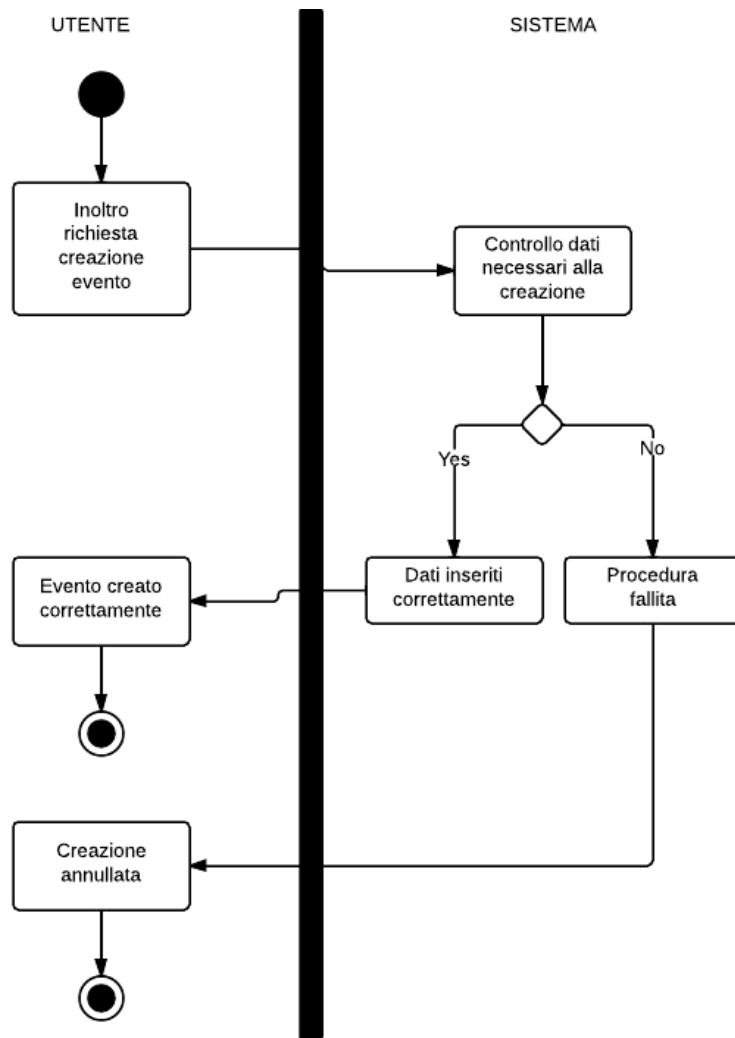 UTENTE
SISTEMA
Inoltro
richiesta
creazione
evento
Controllo dati
necessari alla
creazione
Yes
No
Evento creato
correttamente
Dati inseriti
correttamente
Procedura
fallita
Creazione
annullata